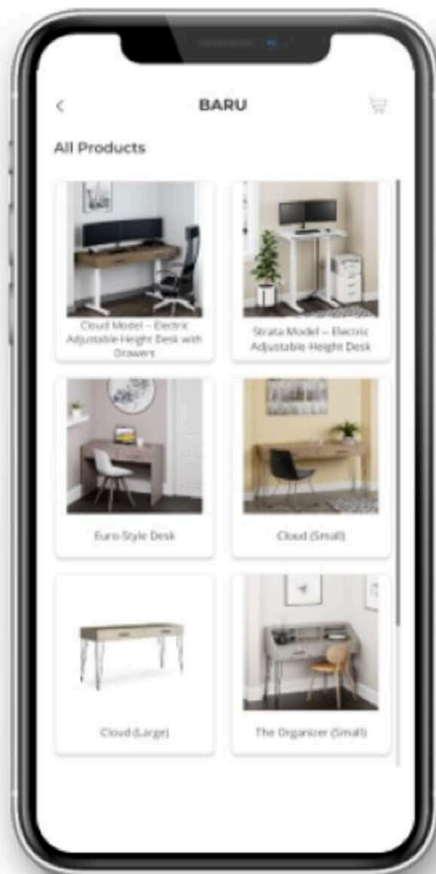 BARU
All Products
Cloud Model – Electric
Adjustable-Height Desk with
Drawers
Strata Model – Electric
Adjustable-Height Desk
Euro-Style Desk
Cloud (Small)
Cloud (Large)
The Organizer (Small)